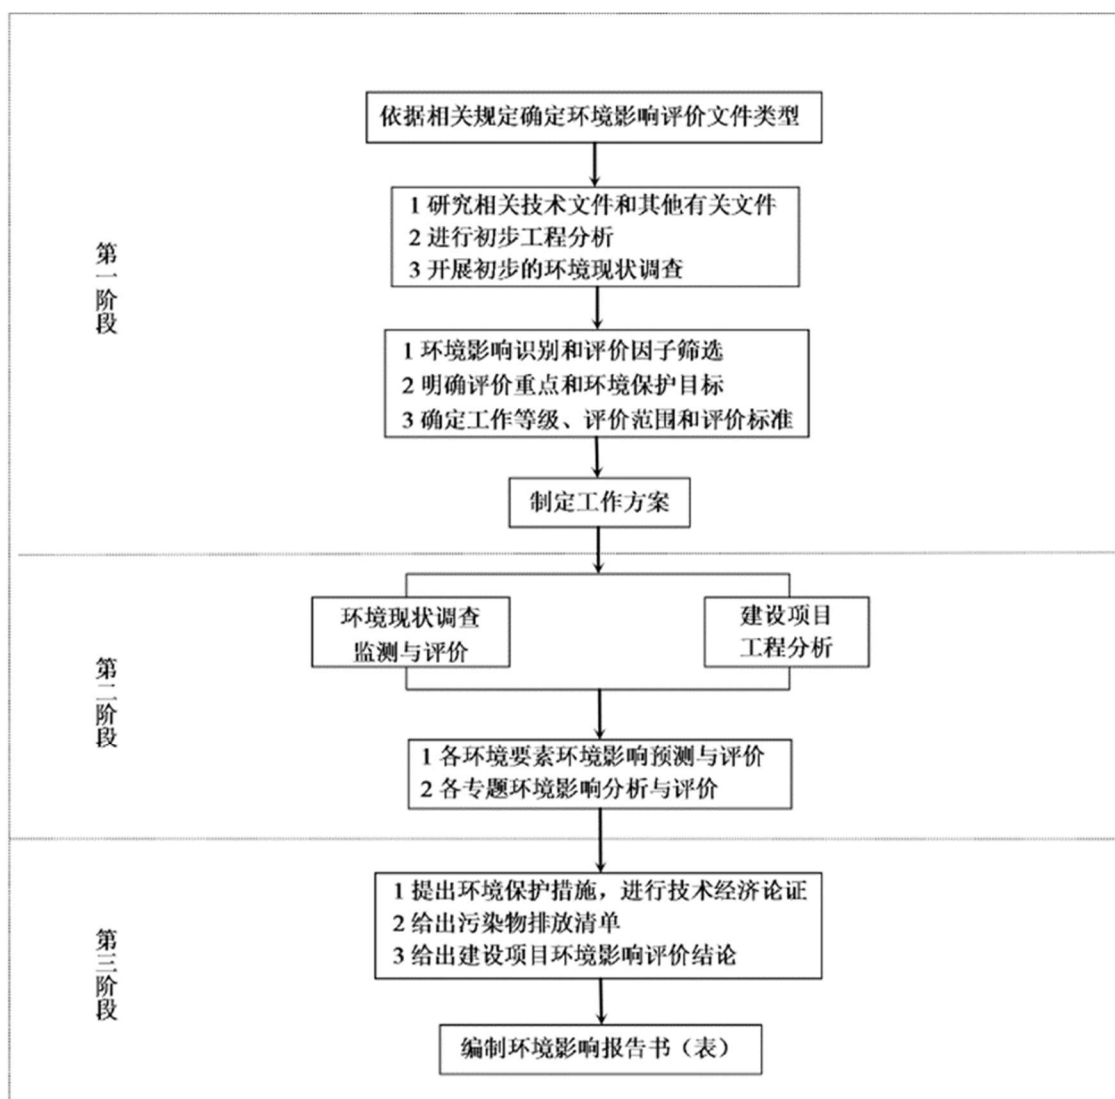 依据相关规定确定环境影响评价文件类型
1 研究相关技术文件和其他有关文件
2 进行初步工程分析
3 开展初步的环境现状调查
第一阶段
1 环境影响识别和评价因子筛选
2 明确评价重点和环境保护目标
3 确定工作等级、评价范围和评价标准
制定工作方案
环境现状调查
监测与评价
建设项目
工程分析
第二阶段
1 各环境要素环境影响预测与评价
2 各专题环境影响分析与评价
1 提出环境保护措施，进行技术经济论证
2 给出污染物排放清单
3 给出建设项目环境影响评价结论
第三阶段
编制环境影响报告书（表）